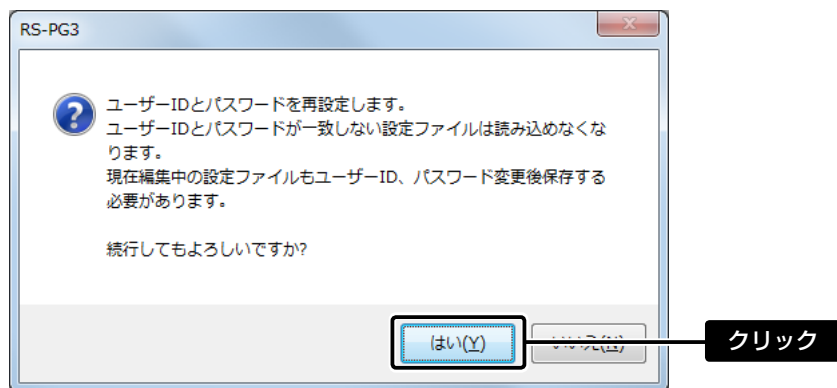 RS-PG3
ユーザーIDとパスワードを再設定します。
ユーザーIDとパスワードが一致しない設定ファイルは読み込めなくな
ります。
現在編集中の設定ファイルもユーザーID、パスワード変更後保存する
必要があります。
続行してもよろしいですか?
はい(Y)
いいえ(N)
クリック